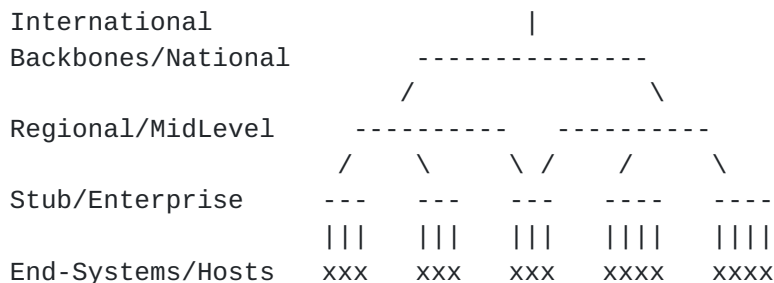 International                    |
Backbones/National        ---------------
                         /               \
Regional/MidLevel     ----------   ----------
                     /    \     \ /    /     \
Stub/Enterprise     ---   ---   ---   ----   ----
                    |||   |||   |||   ||||   ||||
End-Systems/Hosts   xxx   xxx   xxx   xxxx   xxxx